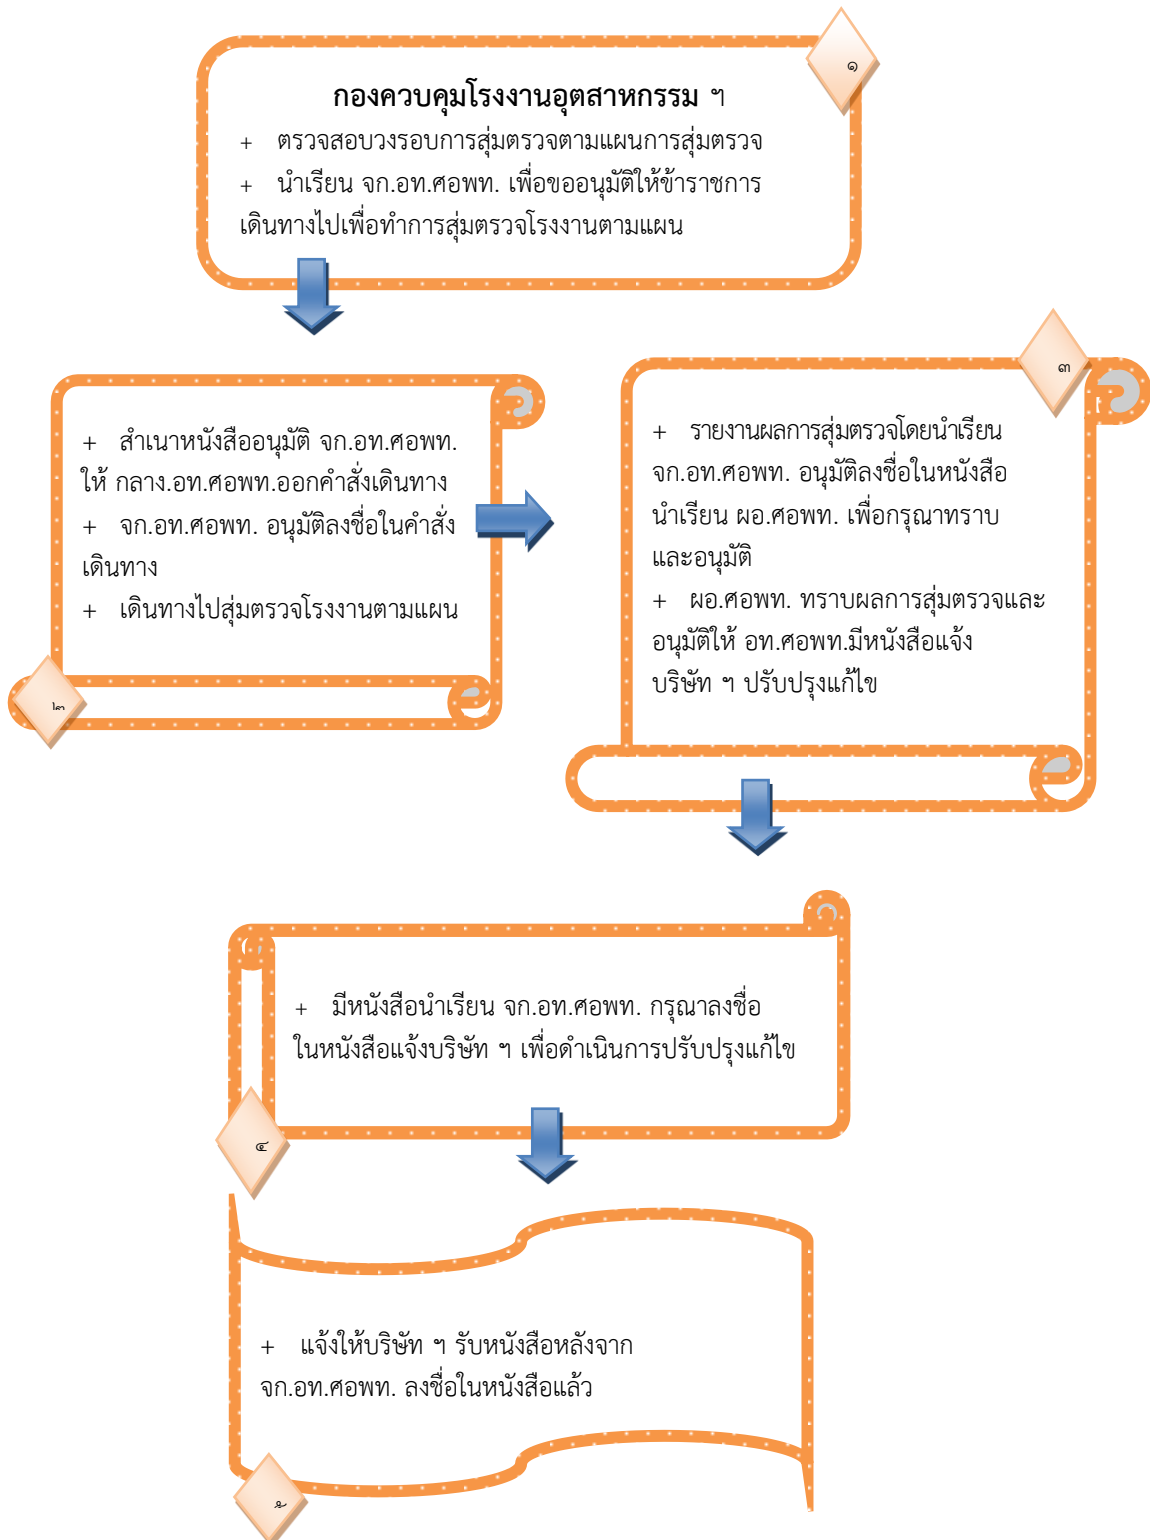 ๑
กองควบคุมโรงงานอุตสาหกรรม ฯ
+ ตรวจสอบวงรอบการสุ่มตรวจตามแผนการสุ่มตรวจ
+ นำเรียน จก.อท.ศอพท. เพื่อขออนุมัติให้ข้าราชการ
เดินทางไปเพื่อทำการสุ่มตรวจโรงงานตามแผน
+ สำเนาหนังสืออนุมัติ จก.อท.ศอพท.
ให้ กลาง.อท.ศอพท.ออกคำสั่งเดินทาง
+ จก.อท.ศอพท. อนุมัติลงชื่อในคำสั่ง
เดินทาง
+ เดินทางไปสุ่มตรวจโรงงานตามแผน
๒
๓
+ รายงานผลการสุ่มตรวจโดยนำเรียน
จก.อท.ศอพท. อนุมัติลงชื่อในหนังสือ
นำเรียน ผอ.ศอพท. เพื่อกรุณาทราบ
และอนุมัติ
+ ผอ.ศอพท. ทราบผลการสุ่มตรวจและ
อนุมัติให้ อท.ศอพท.มีหนังสือแจ้ง
บริษัท ฯ ปรับปรุงแก้ไข
+ มีหนังสือนำเรียน จก.อท.ศอพท. กรุณาลงชื่อ
ในหนังสือแจ้งบริษัท ฯ เพื่อดำเนินการปรับปรุงแก้ไข
๔
+ แจ้งให้บริษัท ฯ รับหนังสือหลังจาก
จก.อท.ศอพท. ลงชื่อในหนังสือแล้ว
๕